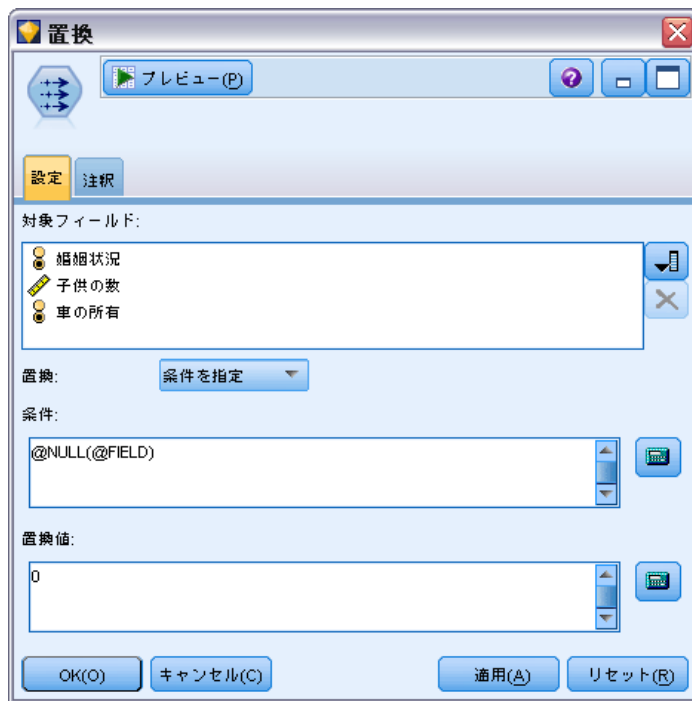 置換
プレビュー(P)
設定 注釈
対象フィールド:
婚姻状況
子供の数
車の所有
置換: 条件を指定
条件:
@NULL(@FIELD)
置換値:
0
OK(O) キャンセル(C) 適用(A) リセット(R)